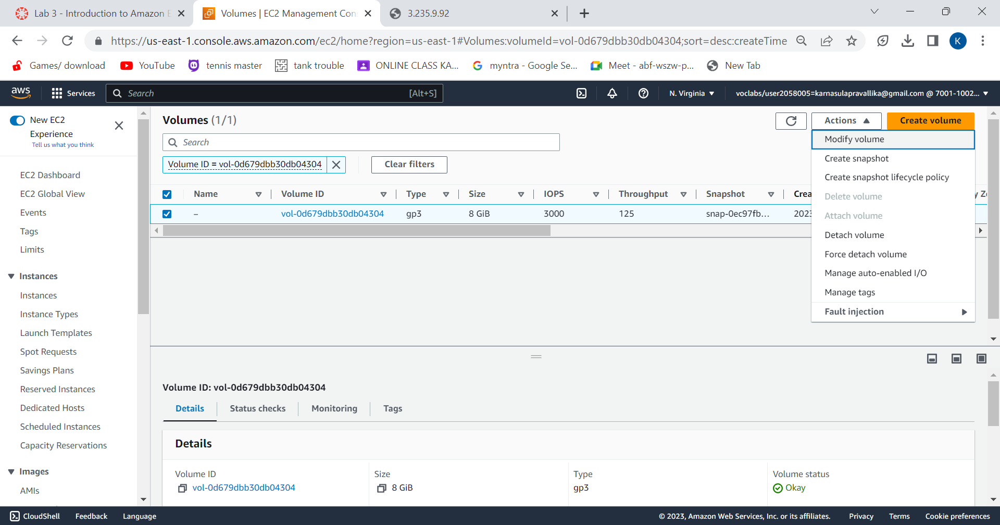 Lab 3 - Introduction to Amazon E
Volumes | EC2 Management Con
3.235.9.92
https://us-east-1.console.aws.amazon.com/ec2/home?region=us-east-1#Volumes:volumeId=vol-0d679dbb30db04304;sort=desc:createTime
K
Games/ download
YouTube
tennis master
tank trouble
ONLINE CLASS KA...
myntra - Google Se...
Meet - abf-wszw-p...
New Tab
aws
Services
Search
[Alt+S]
N. Virginia
voclabs/user2058005=karnasulapravallika@gmail.com @ 7001-1002...
New EC2
Experience
Tell us what you think
EC2 Dashboard
EC2 Global View
Events
Tags
Limits
Instances
Instances
Instance Types
Launch Templates
Spot Requests
Savings Plans
Reserved Instances
Dedicated Hosts
Scheduled Instances
Capacity Reservations
Images
AMIs
Volumes (1/1)
Actions
Create volume
Search
Volume ID = vol-0d679dbb30db04304
Clear filters
Modify volume
Create snapshot
Create snapshot lifecycle policy
Delete volume
Attach volume
Detach volume
Force detach volume
Manage auto-enabled I/O
Manage tags
Fault injection
Name Volume ID Type Size IOPS Throughput Snapshot Crea y Z
– vol-0d679dbb30db04304 gp3 8 GiB 3000 125 snap-0ec97fb... 2023
Volume ID: vol-0d679dbb30db04304
Details
Status checks
Monitoring
Tags
Details
Volume ID
vol-0d679dbb30db04304
Size
8 GiB
Type
gp3
Volume status
Okay
CloudShell
Feedback
Language
© 2023, Amazon Web Services, Inc. or its affiliates.
Privacy
Terms
Cookie preferences